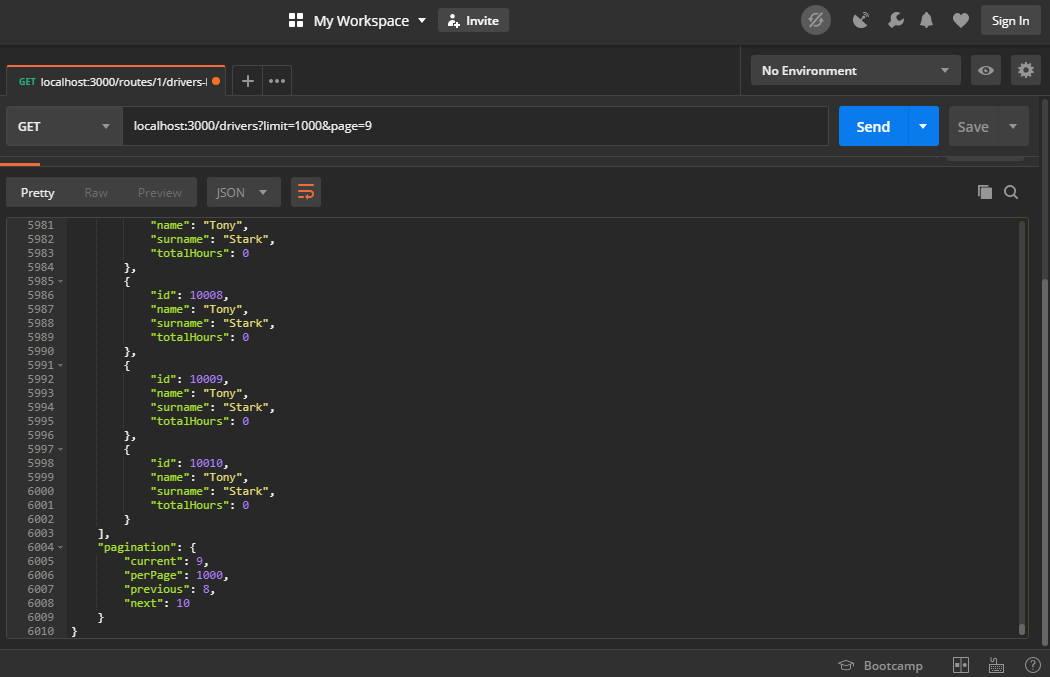 My Workspace Invite Sign In
GET localhost:3000/routes/1/drivers- No Environment
GET localhost:3000/drivers?limit=1000&page=9 Send Save
Pretty Raw Preview JSON
5981 "name": "Tony",
5982 "surname": "Stark",
5983 "totalHours": 0
5984 },
5985 {
5986 "id": 10008,
5987 "name": "Tony",
5988 "surname": "Stark",
5989 "totalHours": 0
5990 },
5991 {
5992 "id": 10009,
5993 "name": "Tony",
5994 "surname": "Stark",
5995 "totalHours": 0
5996 },
5997 {
5998 "id": 10010,
5999 "name": "Tony",
6000 "surname": "Stark",
6001 "totalHours": 0
6002 }
6003 ],
6004 "pagination": {
6005 "current": 9,
6006 "perPage": 1000,
6007 "previous": 8,
6008 "next": 10
6009 }
6010 }
Bootcamp